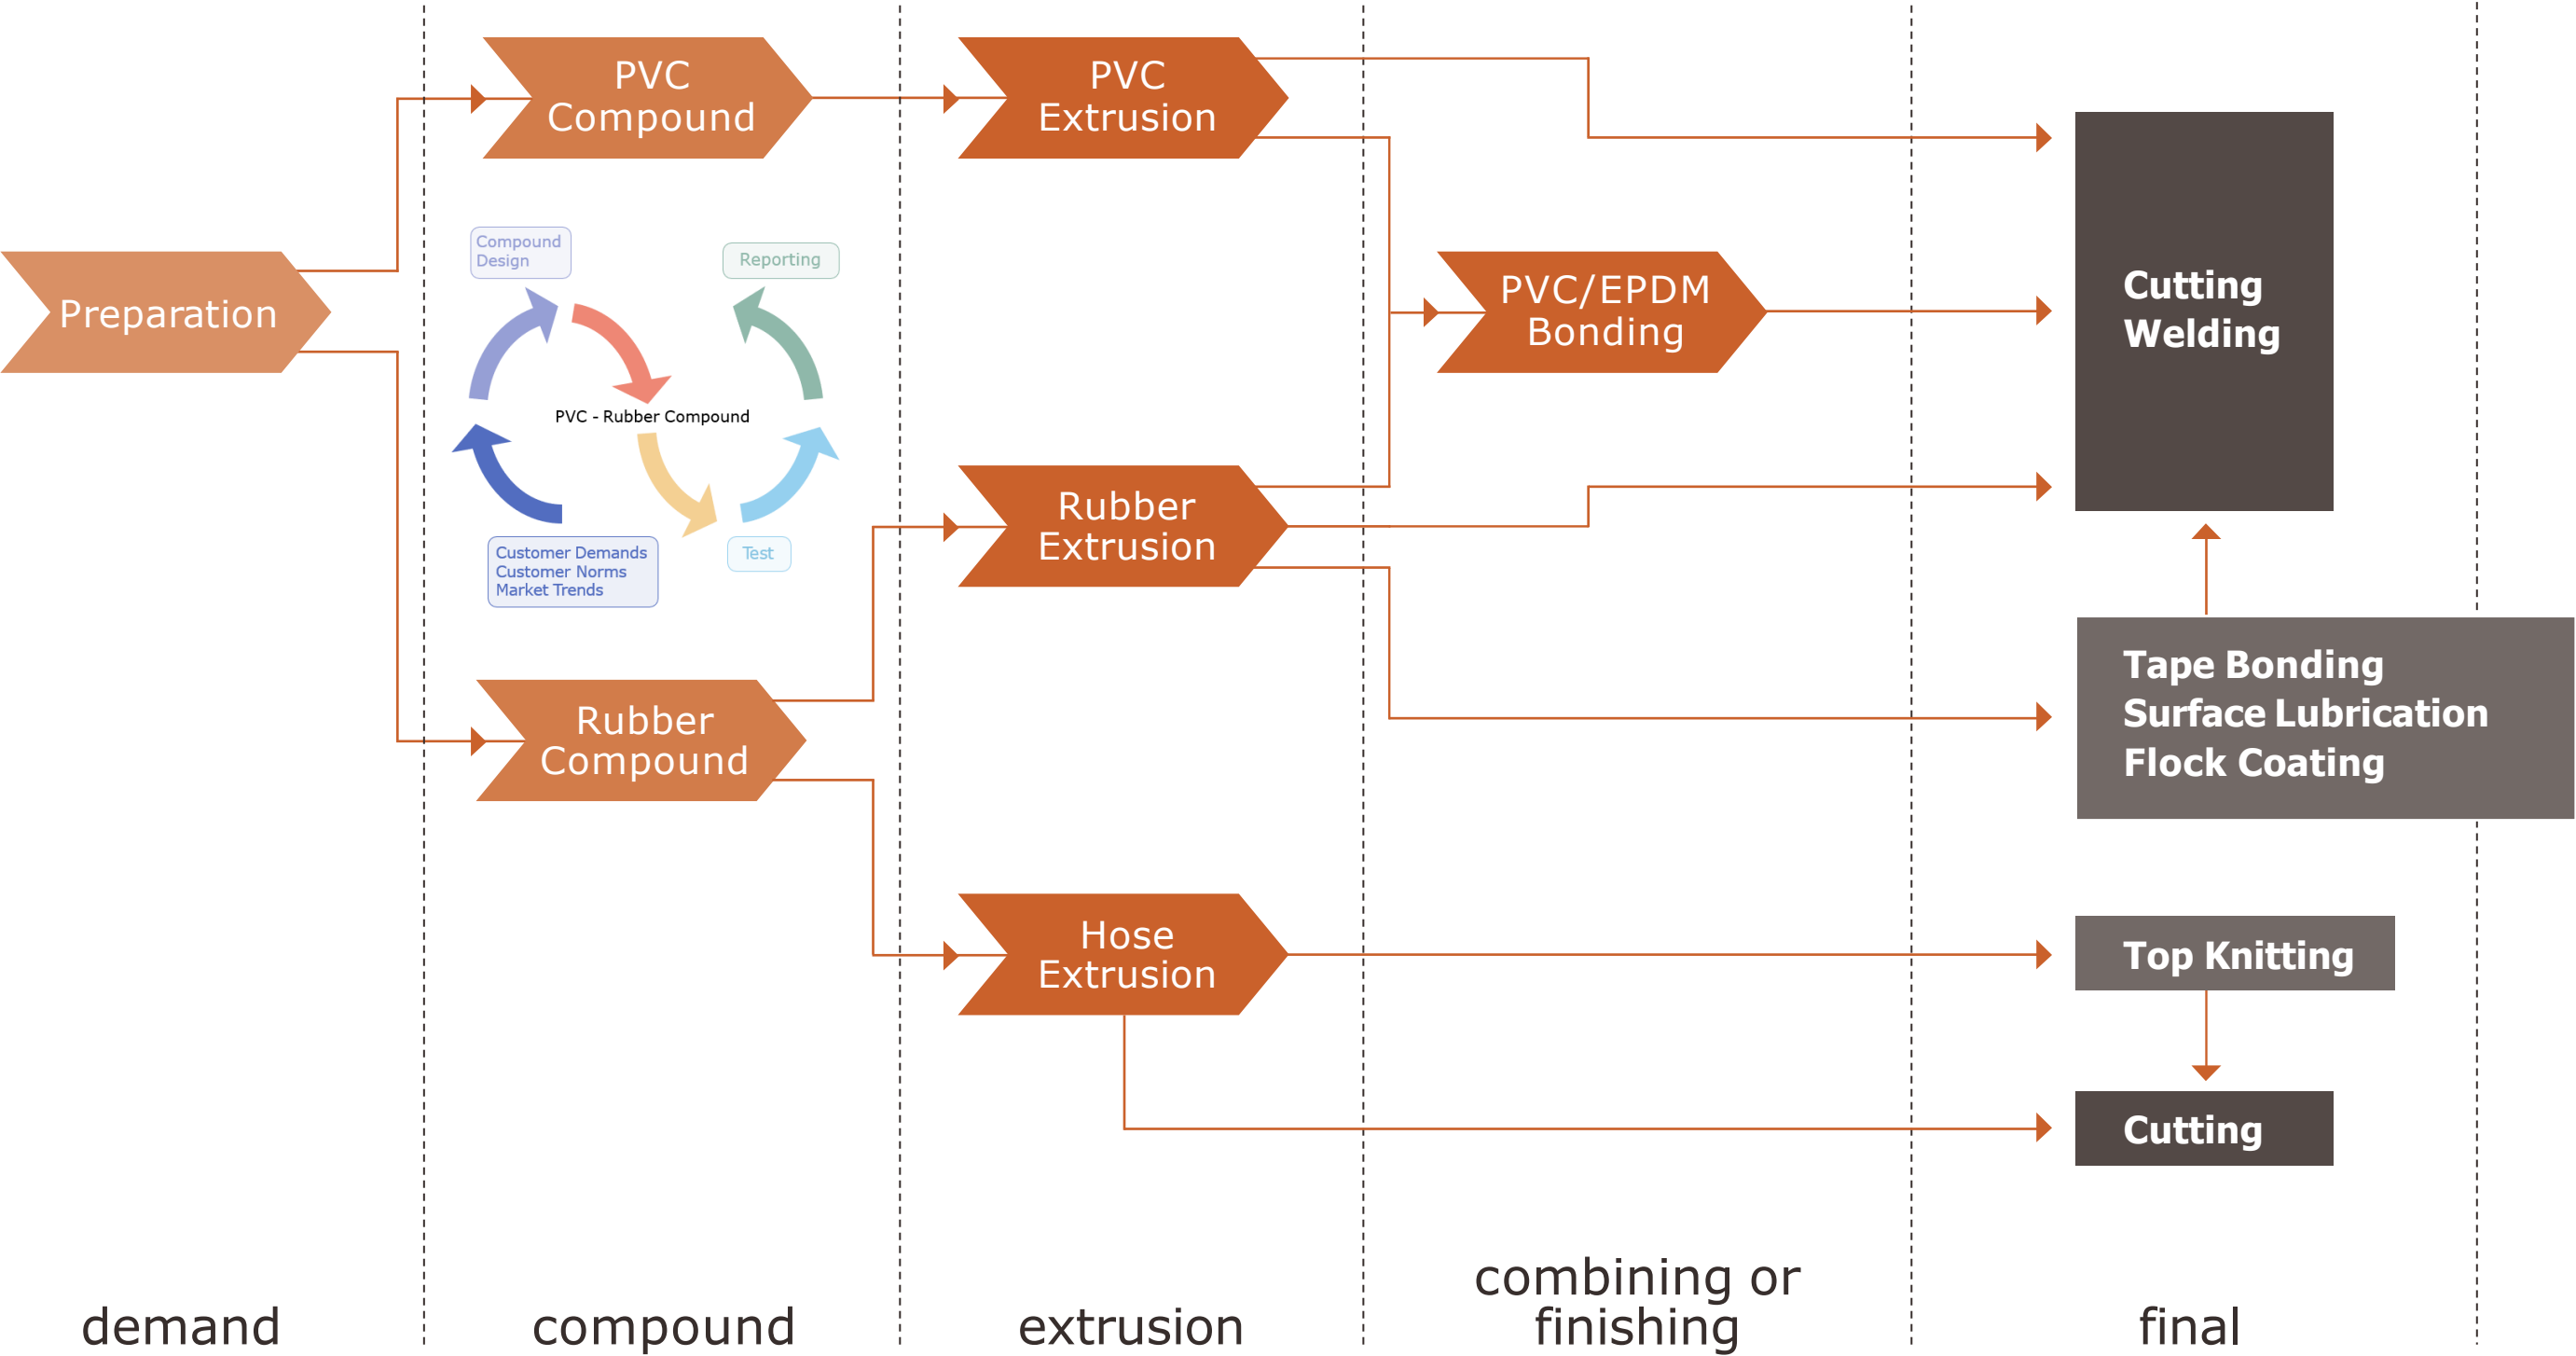 PVC
Compound
PVC
Extrusion
Preparation
Compound
Design
Reporting
PVC - Rubber Compound
Customer Demands
Customer Norms
Market Trends
Test
PVC/EPDM
Bonding
Cutting
Welding
Rubber
Extrusion
Rubber
Compound
Tape Bonding
Surface Lubrication
Flock Coating
Hose
Extrusion
Top Knitting
Cutting
demand
compound
extrusion
combining or
finishing
final